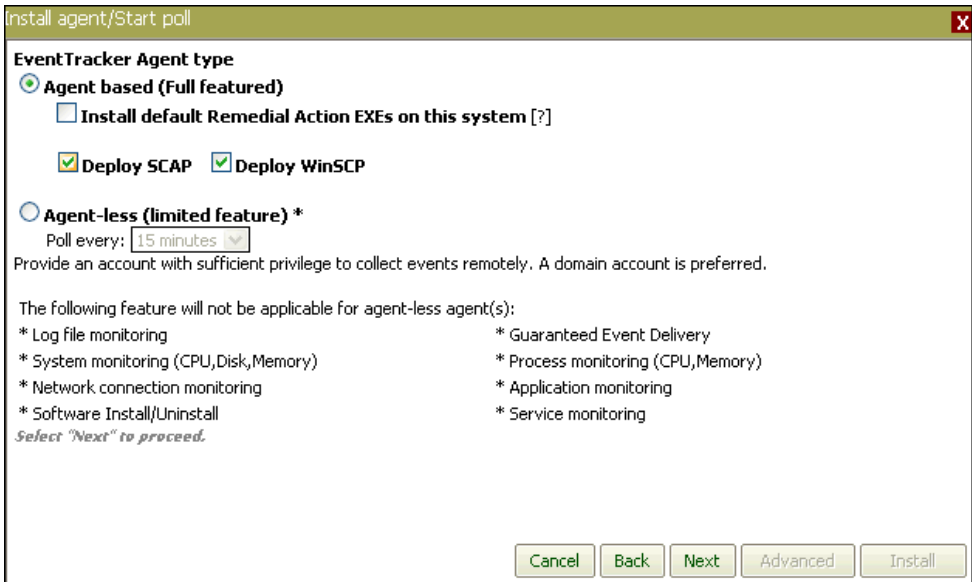 Install agent/Start poll
X
EventTracker Agent type
Agent based (Full featured)
Install default Remedial Action EXEs on this system [?]
Deploy SCAP Deploy WinSCP
Agent-less (limited feature) *
Poll every: 15 minutes
Provide an account with sufficient privilege to collect events remotely. A domain account is preferred.
The following feature will not be applicable for agent-less agent(s):
* Log file monitoring * Guaranteed Event Delivery
* System monitoring (CPU,Disk,Memory) * Process monitoring (CPU,Memory)
* Network connection monitoring * Application monitoring
* Software Install/Uninstall * Service monitoring
Select "Next" to proceed.
Cancel Back Next Advanced Install